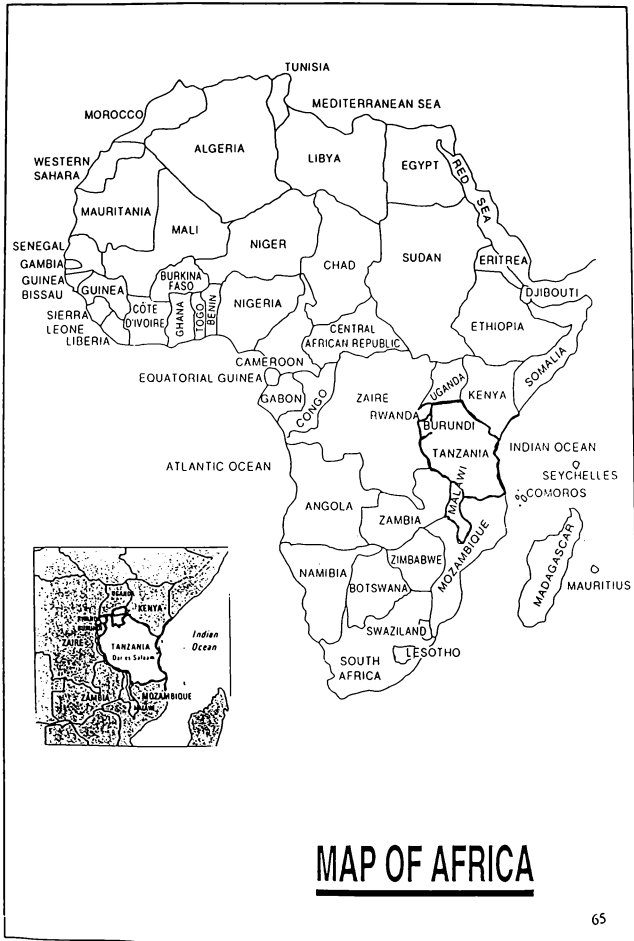 TUNISIA
MEDITERRANEAN SEA
MOROCCO
ALGERIA
LIBYA
EGYPT
WESTERN
SAHARA
RED SEA
MAURITANIA
MALI
NIGER
CHAD
SUDAN
ERITREA
SENEGAL
GAMBIA
GUINEA
BISSAU
GUINEA
BURKINA
FASO
NIGERIA
DJIBOUTI
SIERRA
LEONE
LIBERIA
CÔTE
D'IVOIRE
GHANA
TOGO
BENIN
ETHIOPIA
CENTRAL
AFRICAN REPUBLIC
SOMALIA
CAMEROON
EQUATORIAL GUINEA
GABON
CONGO
ZAIRE
UGANDA
KENYA
RWANDA
BURUNDI
TANZANIA
INDIAN OCEAN
SEYCHELLES
COMOROS
ATLANTIC OCEAN
ANGOLA
ZAMBIA
MALAWI
MOZAMBIQUE
MADAGASCAR
MAURITIUS
NAMIBIA
ZIMBABWE
BOTSWANA
SWAZILAND
LESOTHO
SOUTH
AFRICA
UGANDA
KENYA
ZAIRE
TANZANIA
Dar es Salaam
Indian
Ocean
ZAMBIA
MOZAMBIQUE
MAP OF AFRICA
65